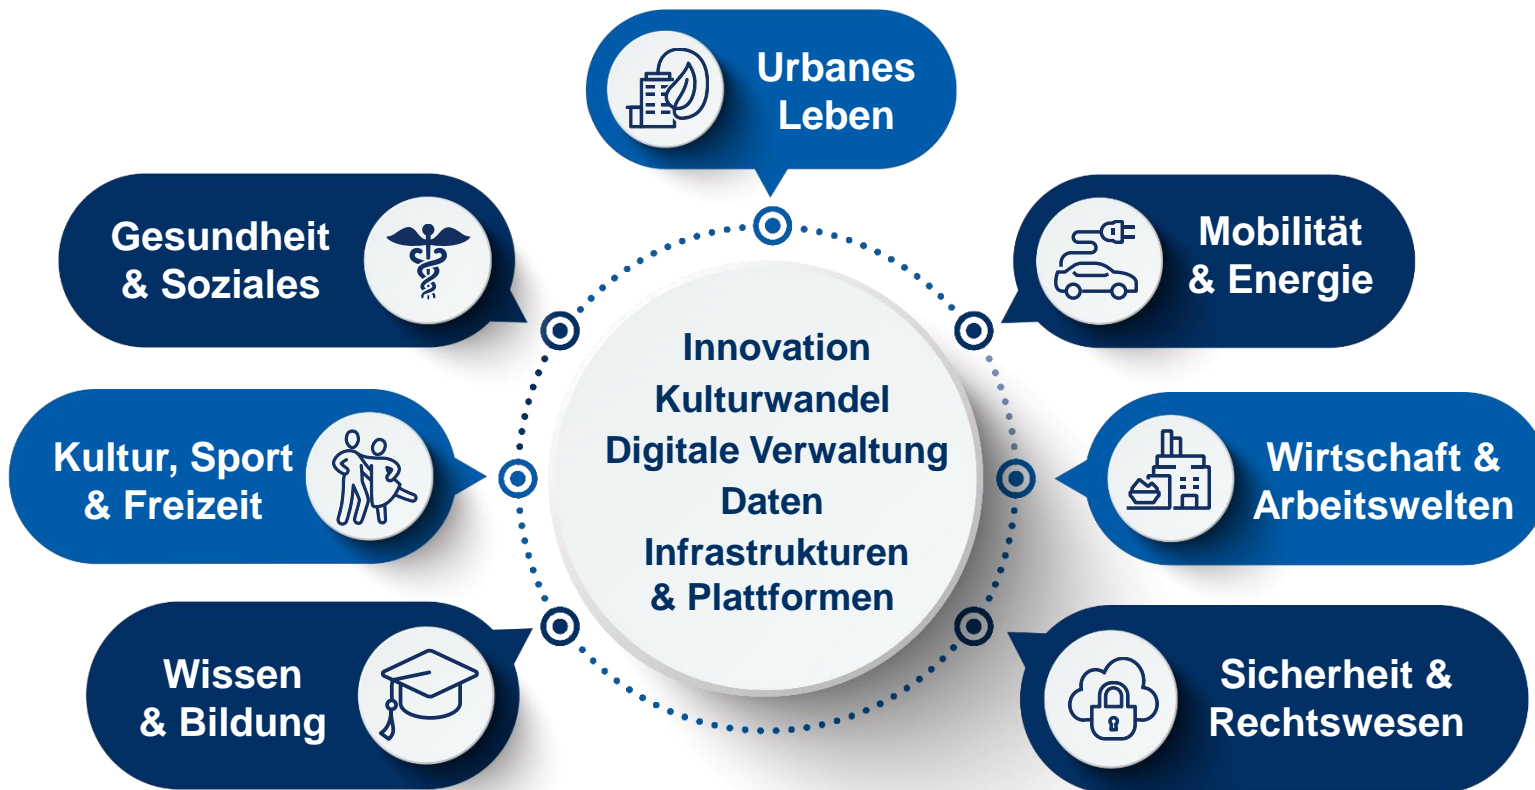 Urbanes
Leben
Gesundheit
& Soziales
Mobilität
& Energie
Kultur, Sport
& Freizeit
Innovation
Kulturwandel
Digitale Verwaltung
Daten
Infrastrukturen
& Plattformen
Wirtschaft &
Arbeitswelten
Wissen
& Bildung
Sicherheit &
Rechtswesen